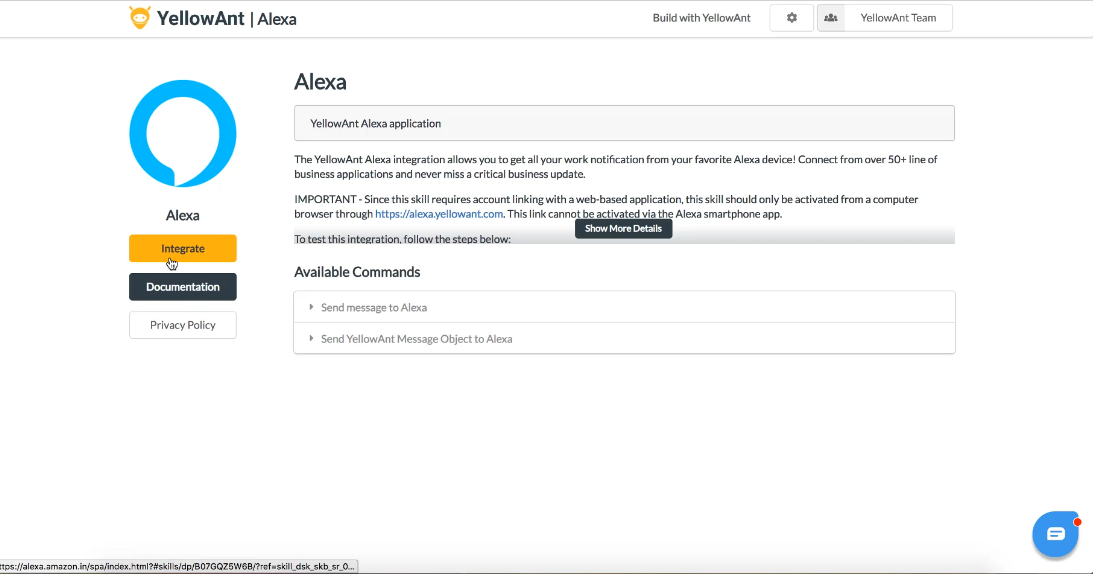 YellowAnt | Alexa
Build with YellowAnt
YellowAnt Team
Alexa
YellowAnt Alexa application
The YellowAnt Alexa integration allows you to get all your work notification from your favorite Alexa device! Connect from over 50+ line of
business applications and never miss a critical business update.
IMPORTANT - Since this skill requires account linking with a web-based application, this skill should only be activated from a computer
browser through https://alexa.yellowant.com. This link cannot be activated via the Alexa smartphone app.
Show More Details
To test this integration, follow the steps below:
Alexa
Integrate
Documentation
Privacy Policy
Available Commands
Send message to Alexa
Send YellowAnt Message Object to Alexa
ttps://alexa.amazon.in/spa/index.html?#skills/dp/B07GQZ5W6B/?ref=skill_dsk_skb_sr_0...